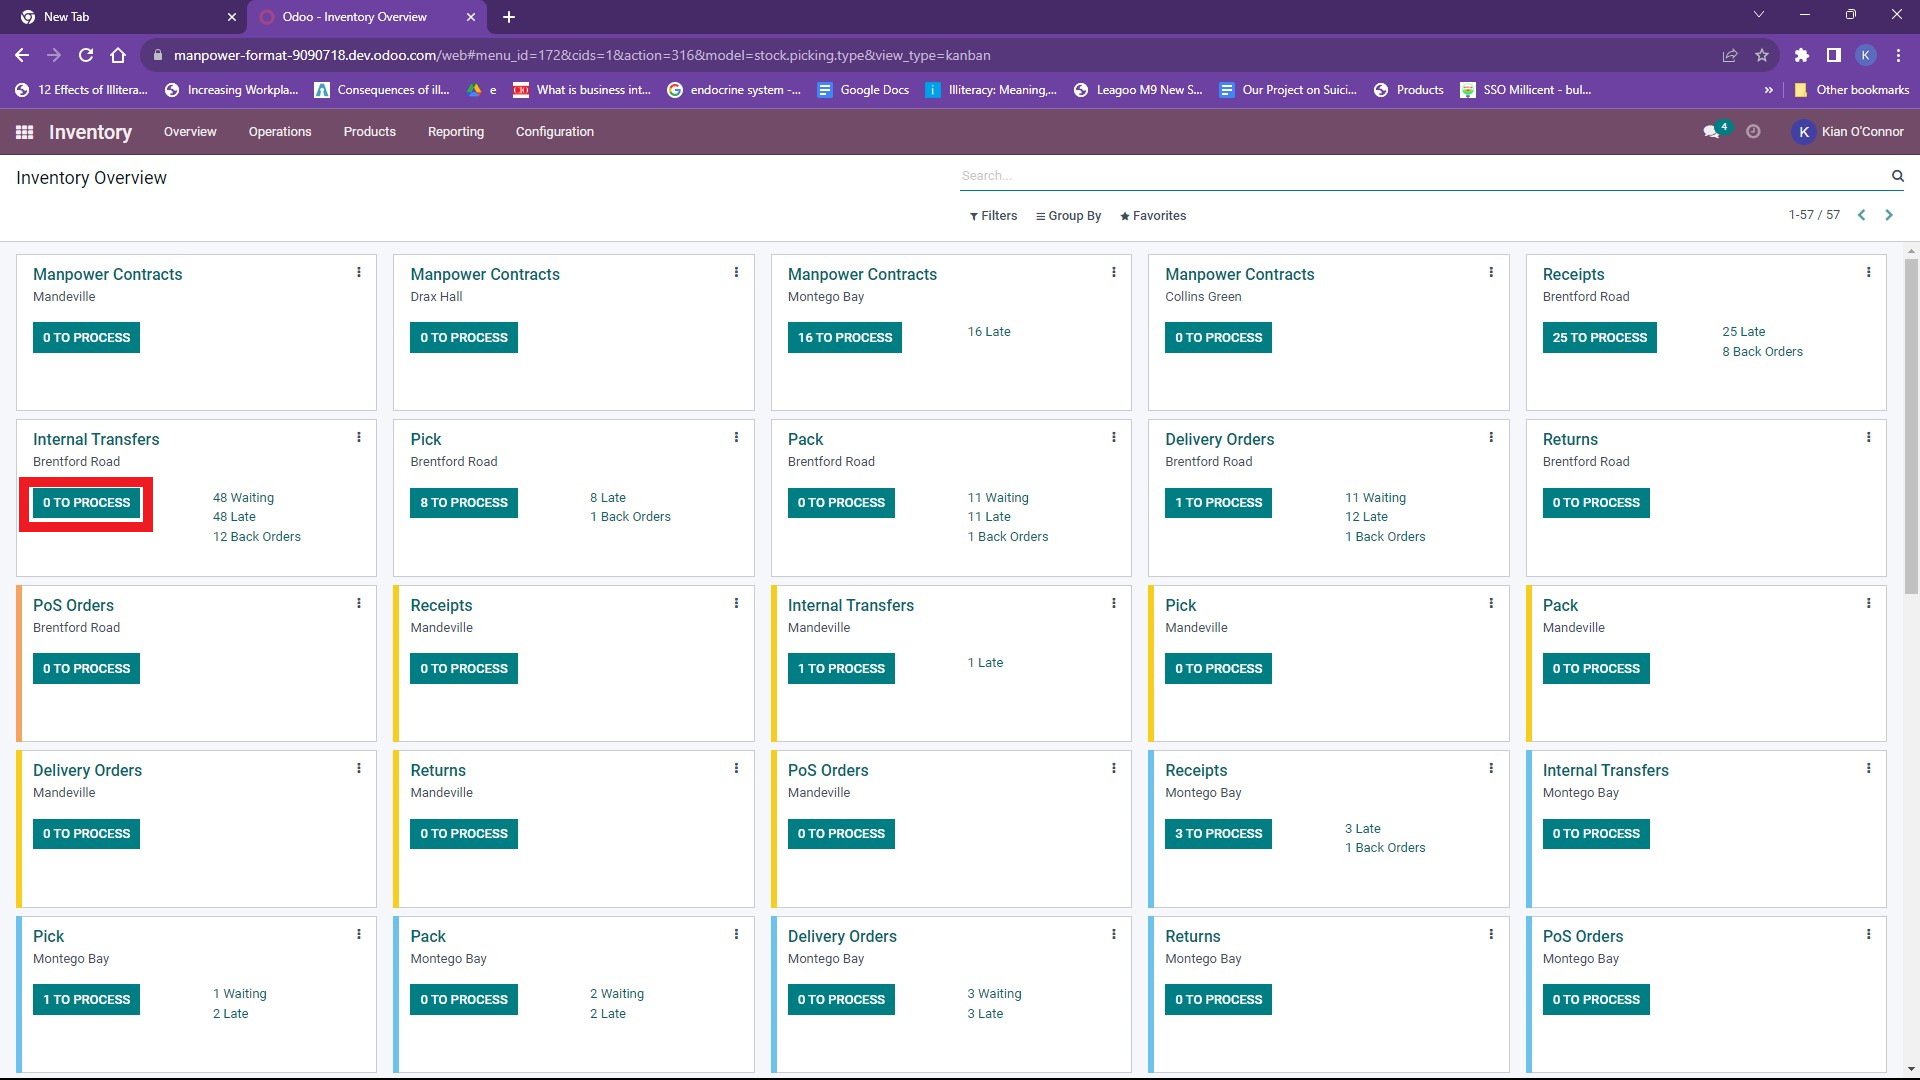 New Tab
Odoo - Inventory Overview
manpower-format-9090718.dev.odoo.com/web#menu_id=172&cids=1&action=316&model=stock.picking.type&view_type=kanban
K
12 Effects of Illitera...
Increasing Workpla...
Consequences of ill...
e
What is business int...
endocrine system -...
Google Docs
Illiteracy: Meaning,...
Leagoo M9 New S...
Our Project on Suici...
Products
SSO Millicent - bul...
»
Other bookmarks
Inventory
Overview
Operations
Products
Reporting
Configuration
4
K
Kian O'Connor
Inventory Overview
Search...
Filters
Group By
Favorites
1-57 / 57
Manpower Contracts
Mandeville
0 TO PROCESS
Manpower Contracts
Drax Hall
0 TO PROCESS
Manpower Contracts
Montego Bay
16 TO PROCESS
16 Late
Manpower Contracts
Collins Green
0 TO PROCESS
Receipts
Brentford Road
25 TO PROCESS
25 Late
8 Back Orders
Internal Transfers
Brentford Road
0 TO PROCESS
48 Waiting
48 Late
12 Back Orders
Pick
Brentford Road
8 TO PROCESS
8 Late
1 Back Orders
Pack
Brentford Road
0 TO PROCESS
11 Waiting
11 Late
1 Back Orders
Delivery Orders
Brentford Road
1 TO PROCESS
11 Waiting
12 Late
1 Back Orders
Returns
Brentford Road
0 TO PROCESS
PoS Orders
Brentford Road
0 TO PROCESS
Receipts
Mandeville
0 TO PROCESS
Internal Transfers
Mandeville
1 TO PROCESS
1 Late
Pick
Mandeville
0 TO PROCESS
Pack
Mandeville
0 TO PROCESS
Delivery Orders
Mandeville
0 TO PROCESS
Returns
Mandeville
0 TO PROCESS
PoS Orders
Mandeville
0 TO PROCESS
Receipts
Montego Bay
3 TO PROCESS
3 Late
1 Back Orders
Internal Transfers
Montego Bay
0 TO PROCESS
Pick
Montego Bay
1 TO PROCESS
1 Waiting
2 Late
Pack
Montego Bay
0 TO PROCESS
2 Waiting
2 Late
Delivery Orders
Montego Bay
0 TO PROCESS
3 Waiting
3 Late
Returns
Montego Bay
0 TO PROCESS
PoS Orders
Montego Bay
0 TO PROCESS